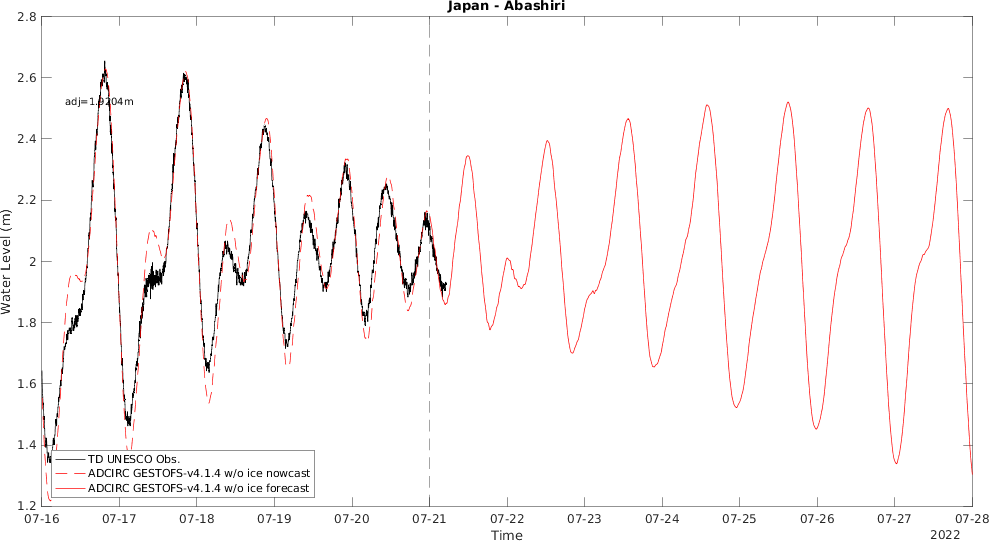 Japan - Abashiri
2.8
2.6
2.4
2.2
2
1.8
1.6
1.4
1.2
Water Level (m)
adj=1.9204m
TD UNESCO Obs.
ADCIRC GESTOFS-v4.1.4 w/o ice nowcast
ADCIRC GESTOFS-v4.1.4 w/o ice forecast
07-16 07-17 07-18 07-19 07-20 07-21 07-22 07-23 07-24 07-25 07-26 07-27 07-28
Time
2022